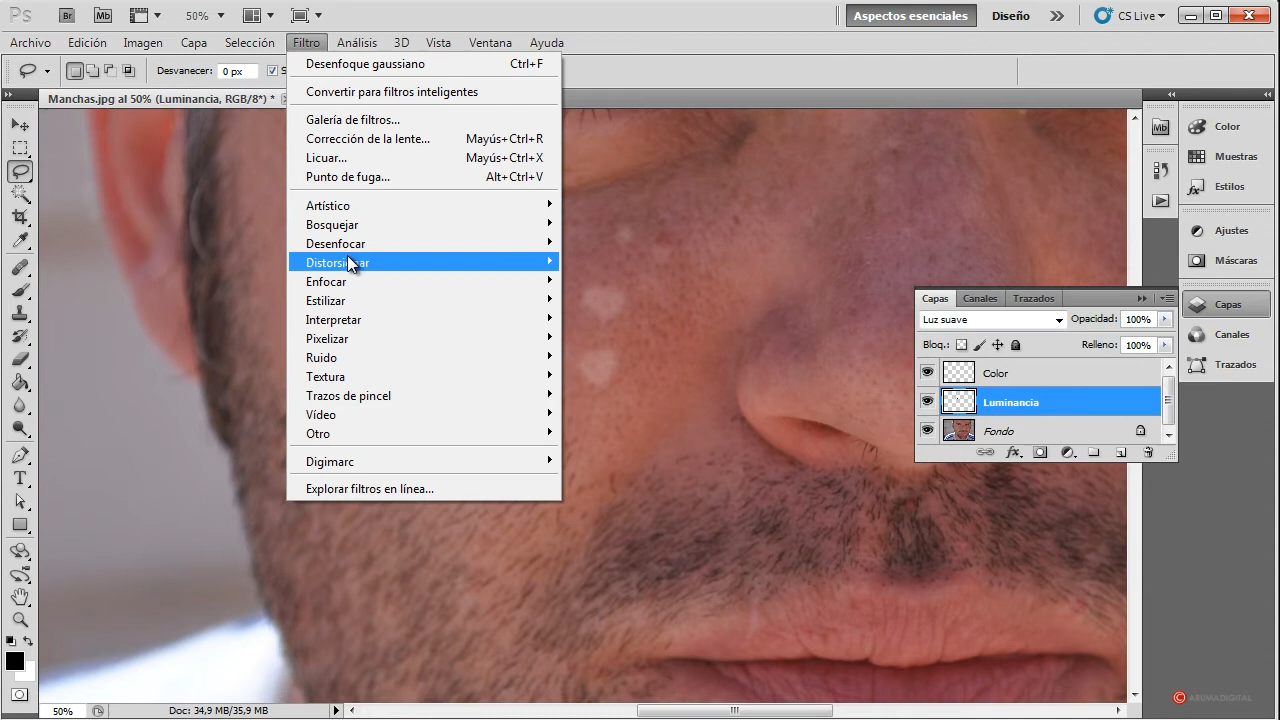 Ps Br Mb 50% Aspectos esenciales Diseño CS Live
Archivo Edición Imagen Capa Selección Filtro Análisis 3D Vista Ventana Ayuda
Desvanecer: 0 px S
Manchas.jpg al 50% (Luminancia, RGB/8*) *
Desenfoque gaussiano Ctrl+F
Convertir para filtros inteligentes
Galería de filtros...
Corrección de la lente... Mayús+Ctrl+R
Licuar... Mayús+Ctrl+X
Punto de fuga... Alt+Ctrl+V
Artístico
Bosquejar
Desenfocar
Distorsionar
Enfocar
Estilizar
Interpretar
Pixelizar
Ruido
Textura
Trazos de pincel
Vídeo
Otro
Digimarc
Explorar filtros en línea...
Mb
Color
Muestras
Estilos
Ajustes
Máscaras
Capas
Canales
Trazados
Capas Canales Trazados
Luz suave Opacidad: 100%
Bloq.: Relleno: 100%
Color
Luminancia
Fondo
fx
T
© ARUMADIGITAL
50% Doc: 34,9 MB/35,9 MB